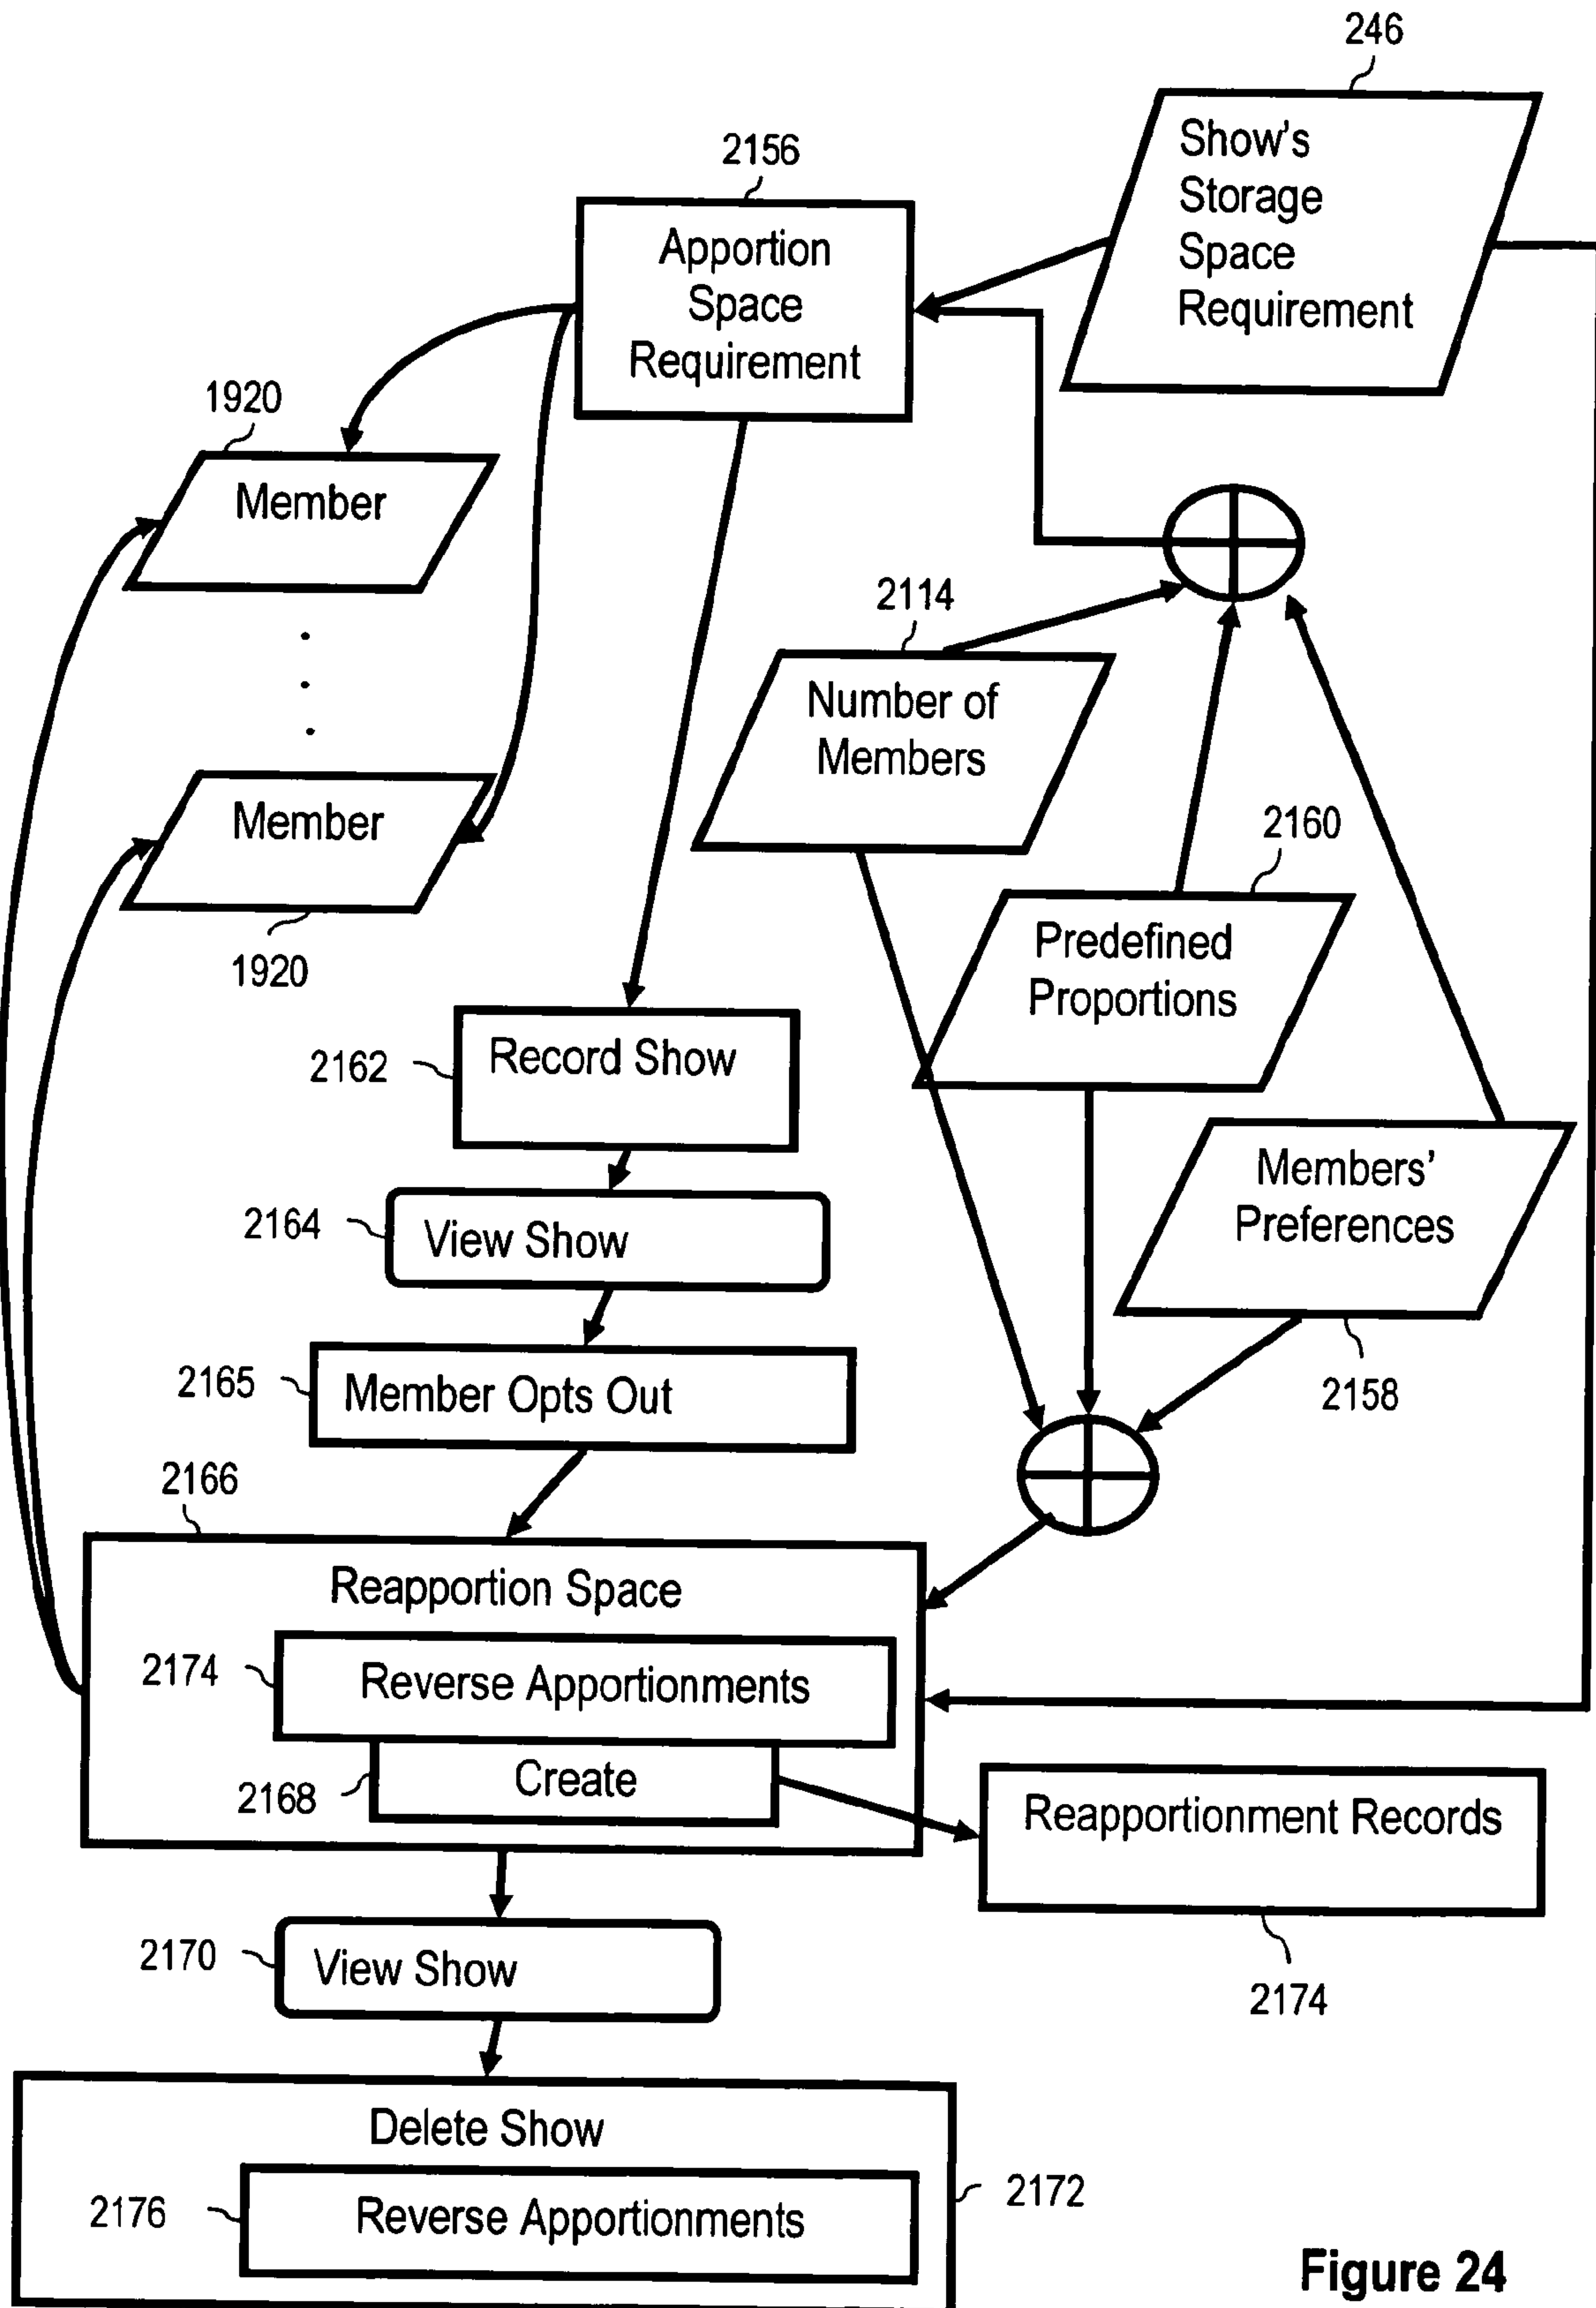 246
Show's
Storage
Space
Requirement
2156
Apportion
Space
Requirement
1920
Member
2114
Number of
Members
Member
1920
2160
Predefined
Proportions
2162
Record Show
Members'
Preferences
2158
2164
View Show
2165
Member Opts Out
2166
Reapportion Space
2174
Reverse Apportionments
2168
Create
Reapportionment Records
2174
2170
View Show
Delete Show
2172
2176
Reverse Apportionments
Figure 24